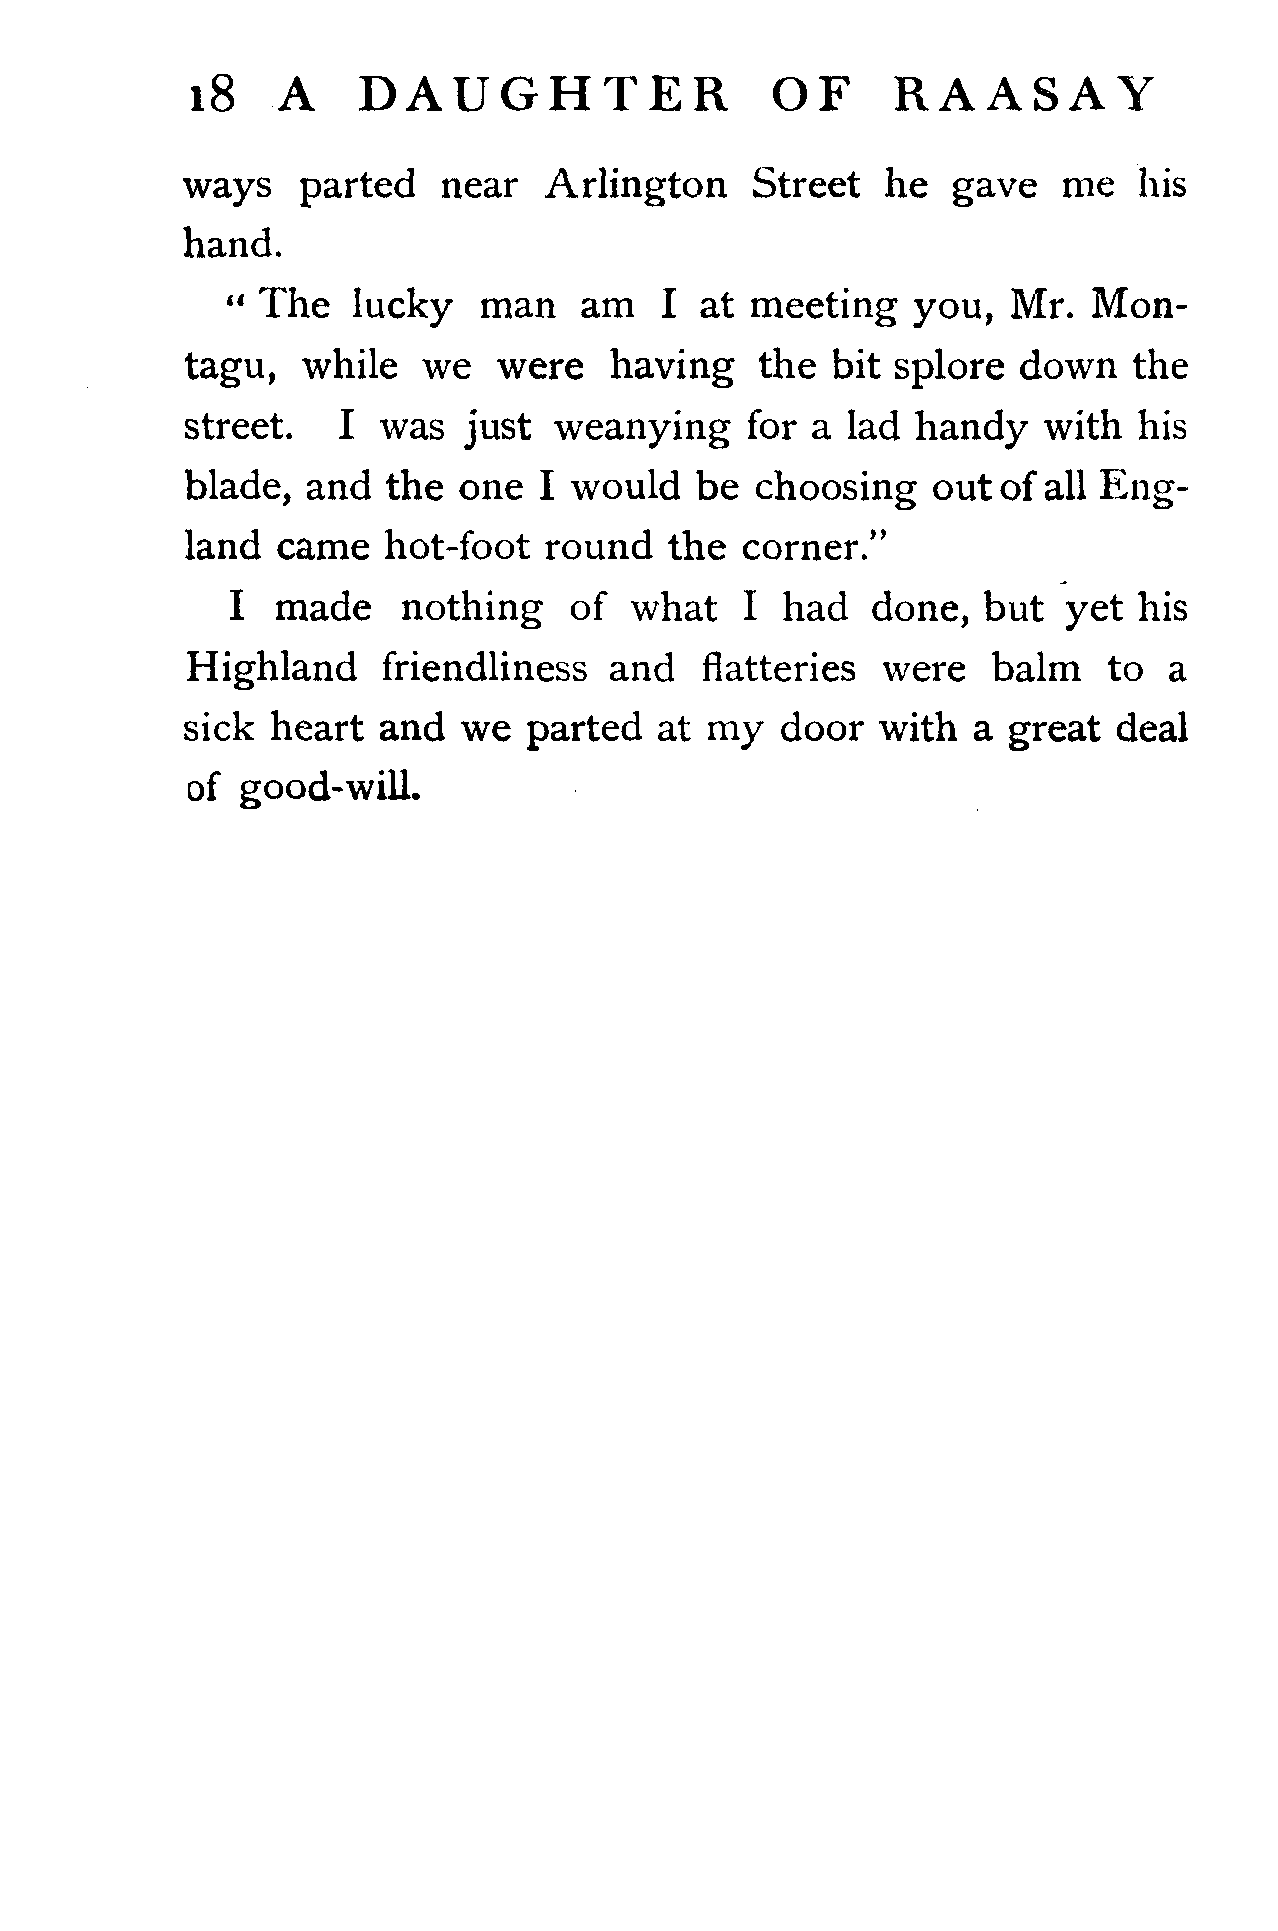 18 A DAUGHTER OF RAASAY
ways parted near Arlington Street he gave me his
hand.
“ The lucky man am I at meeting you, Mr. Mon-
tagu, while we were having the bit splore down the
street. I was just weanying for a lad handy with his
blade, and the one I would be choosing out of all Eng-
land came hot-foot round the corner.”
I made nothing of what I had done, but yet his
Highland friendliness and flatteries were balm to a
sick heart and we parted at my door with a great deal
of good-will.